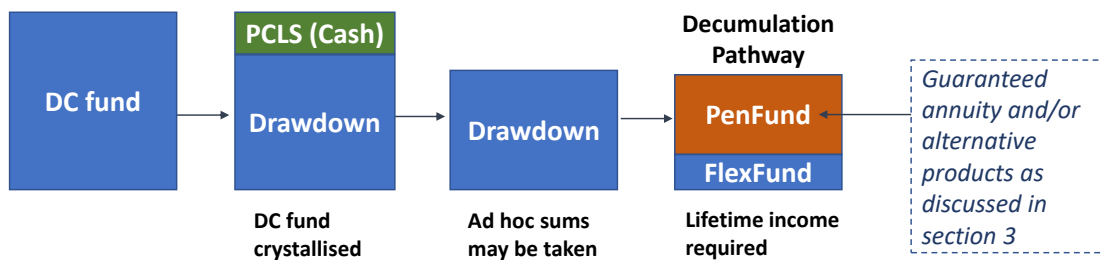 DC fund
PCLS (Cash)
Drawdown
DC fund
crystallised
Drawdown
Ad hoc sums
may be taken
Decumulation
Pathway
PenFund
FlexFund
Lifetime income
required
Guaranteed
annuity and/or
alternative
products as
discussed in
section 3